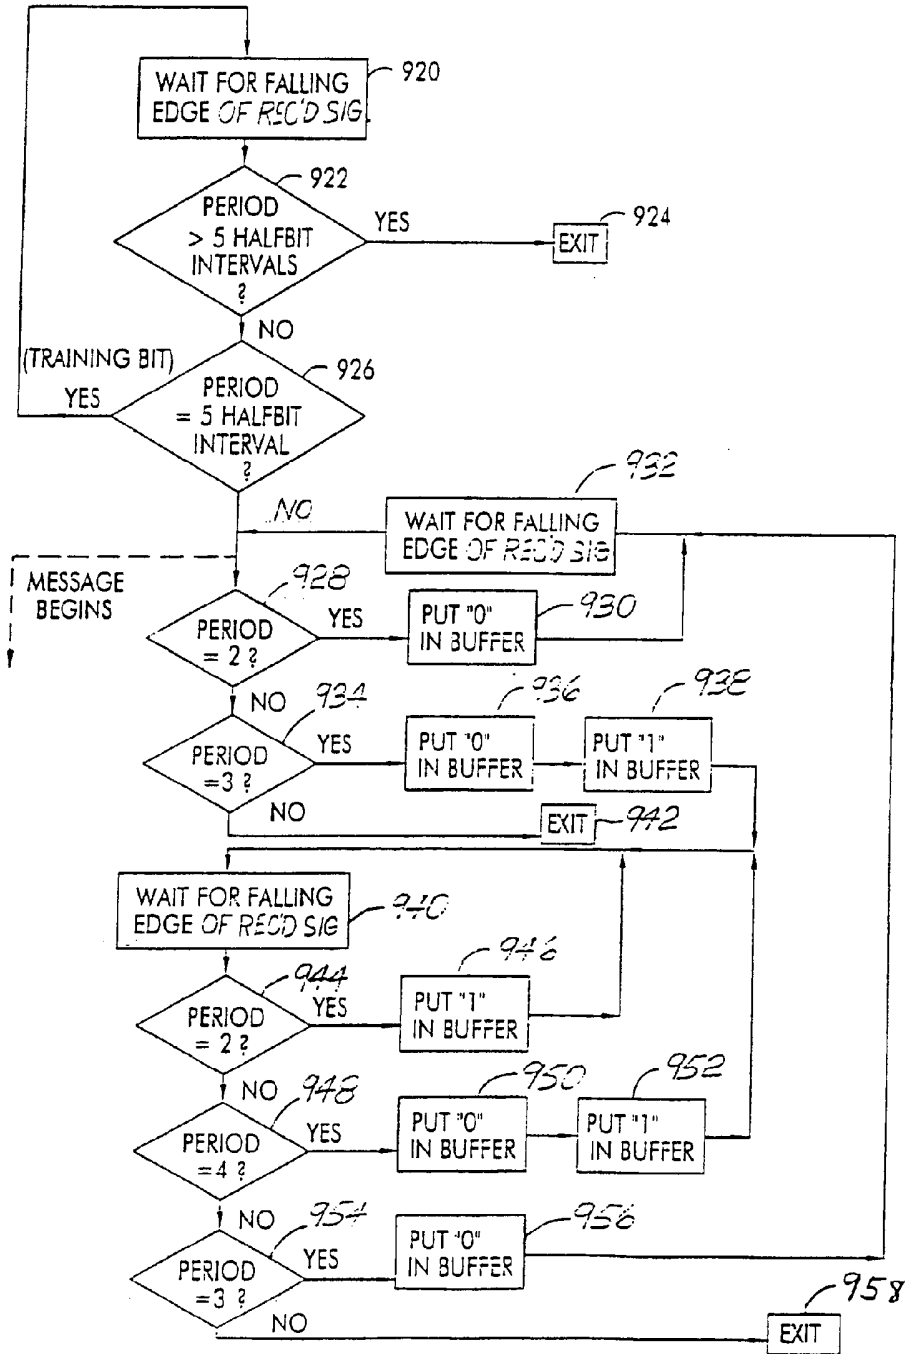 WAIT FOR FALLING
EDGE OF REC'D SIG.
920
922
PERIOD
> 5 HALFBIT
INTERVALS
?
YES
EXIT
924
NO
(TRAINING BIT)
YES
926
PERIOD
= 5 HALFBIT
INTERVAL
?
NO
932
WAIT FOR FALLING
EDGE OF REC'D SIG
MESSAGE
BEGINS
928
PERIOD
= 2 ?
YES
PUT "0"
IN BUFFER
930
NO
934
PERIOD
=3 ?
YES
936
PUT "0"
IN BUFFER
938
PUT "1"
IN BUFFER
NO
EXIT
942
WAIT FOR FALLING
EDGE OF REC'D SIG
940
944
PERIOD
= 2 ?
YES
946
PUT "1"
IN BUFFER
NO
948
PERIOD
=4 ?
YES
950
PUT "0"
IN BUFFER
952
PUT "1"
IN BUFFER
NO
954
PERIOD
=3 ?
YES
956
PUT "0"
IN BUFFER
NO
958
EXIT